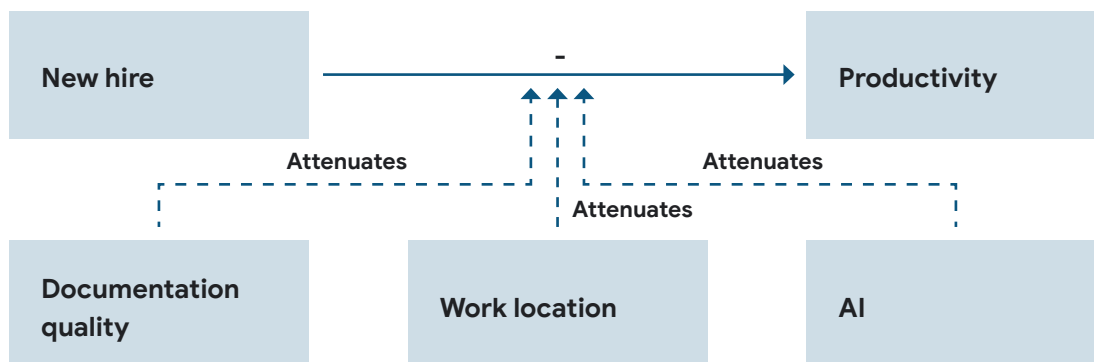 -
New hire
Productivity
Attenuates
Attenuates
Attenuates
Documentation
quality
Work location
AI